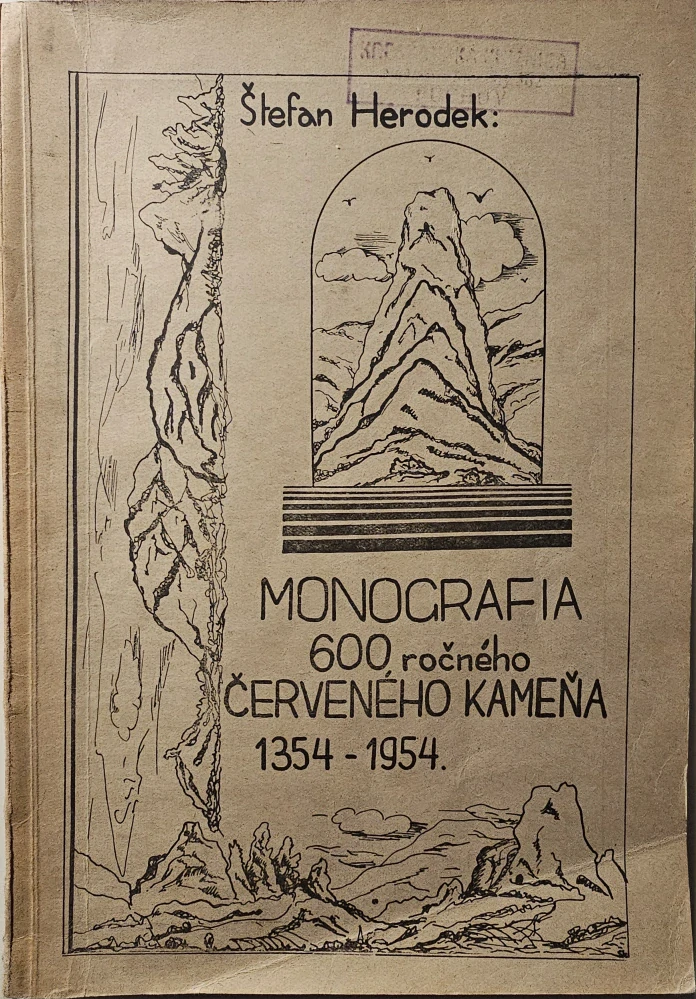 Štefan Herodek:
MONOGRAFIA
600 ročného
ČERVENÉHO KAMEŇA
1354 - 1954.